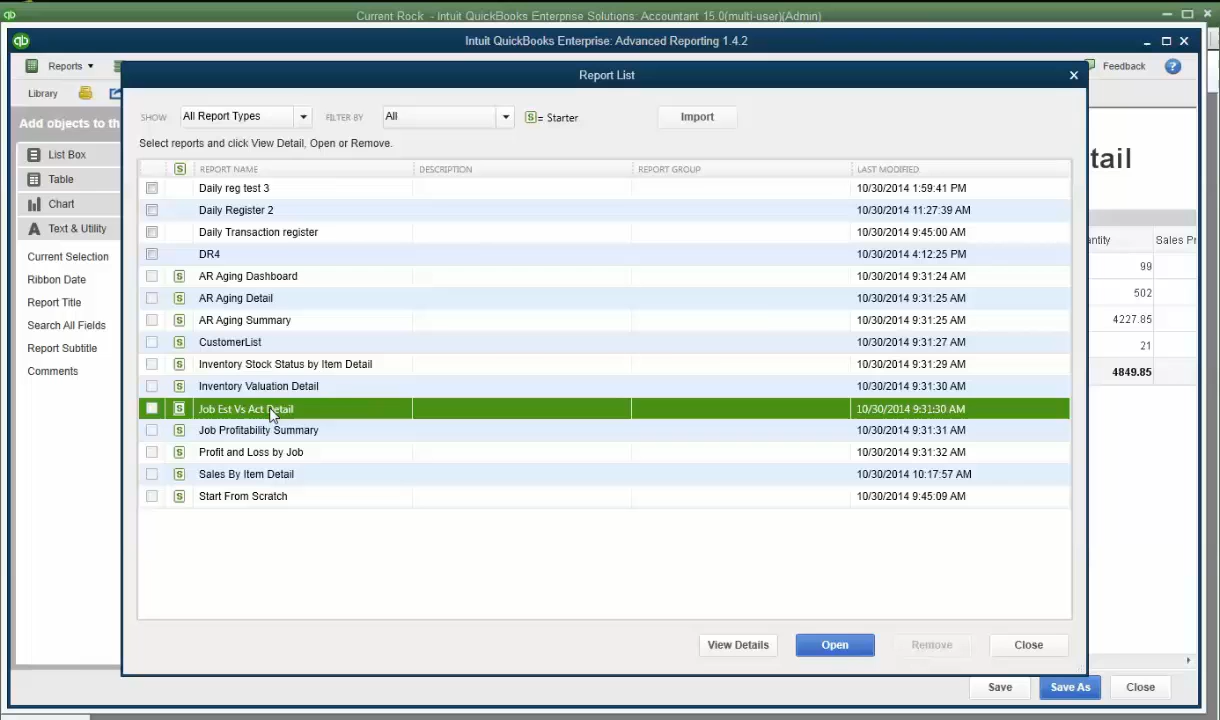 qb Current Rock - Intuit QuickBooks Enterprise Solutions: Accountant 15.0(multi-user)(Admin)
qb Intuit QuickBooks Enterprise: Advanced Reporting 1.4.2
Reports Feedback ?
Library
Report List
Add objects to th
List Box
Table
Chart
A Text & Utility
Current Selection
Ribbon Date
Report Title
Search All Fields
Report Subtitle
Comments
SHOW All Report Types FILTER BY All S = Starter Import
Select reports and click View Detail, Open or Remove.
S REPORT NAME DESCRIPTION REPORT GROUP LAST MODIFIED
Daily reg test 3 10/30/2014 1:59:41 PM
Daily Register 2 10/30/2014 11:27:39 AM
Daily Transaction register 10/30/2014 9:45:00 AM
DR4 10/30/2014 4:12:25 PM
S AR Aging Dashboard 10/30/2014 9:31:24 AM
S AR Aging Detail 10/30/2014 9:31:25 AM
S AR Aging Summary 10/30/2014 9:31:25 AM
S CustomerList 10/30/2014 9:31:27 AM
S Inventory Stock Status by Item Detail 10/30/2014 9:31:29 AM
S Inventory Valuation Detail 10/30/2014 9:31:30 AM
S Job Est Vs Act Detail 10/30/2014 9:31:30 AM
S Job Profitability Summary 10/30/2014 9:31:31 AM
S Profit and Loss by Job 10/30/2014 9:31:32 AM
S Sales By Item Detail 10/30/2014 10:17:57 AM
S Start From Scratch 10/30/2014 9:45:09 AM
View Details Open Remove Close
tail
antity Sales Pr
99
502
4227.85
21
4849.85
Save Save As Close